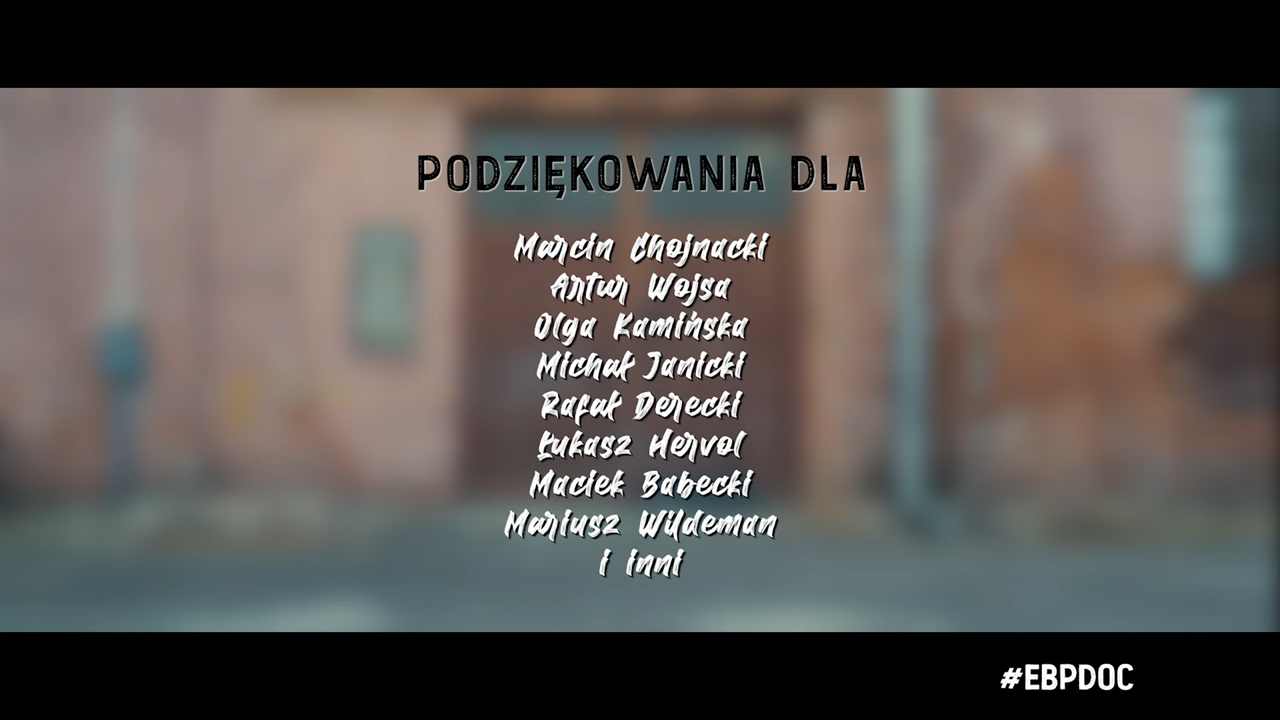 PODZIĘKOWANIA DLA
Marcin Chojnacki
Artur Wojsa
Olga Kamińska
Michał Janicki
Rafał Derecki
Łukasz Hervol
Maciek Babecki
Mariusz Wildeman
i inni
#EBPDOC